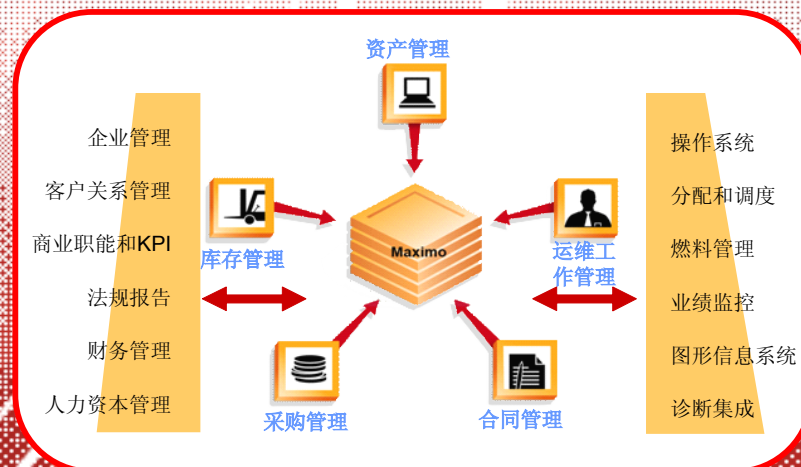 资产管理
企业管理
客户关系管理
商业职能和KPI
法规报告
财务管理
人力资本管理
库存管理
Maximo
运维工
作管理
采购管理
合同管理
操作系统
分配和调度
燃料管理
业绩监控
图形信息系统
诊断集成